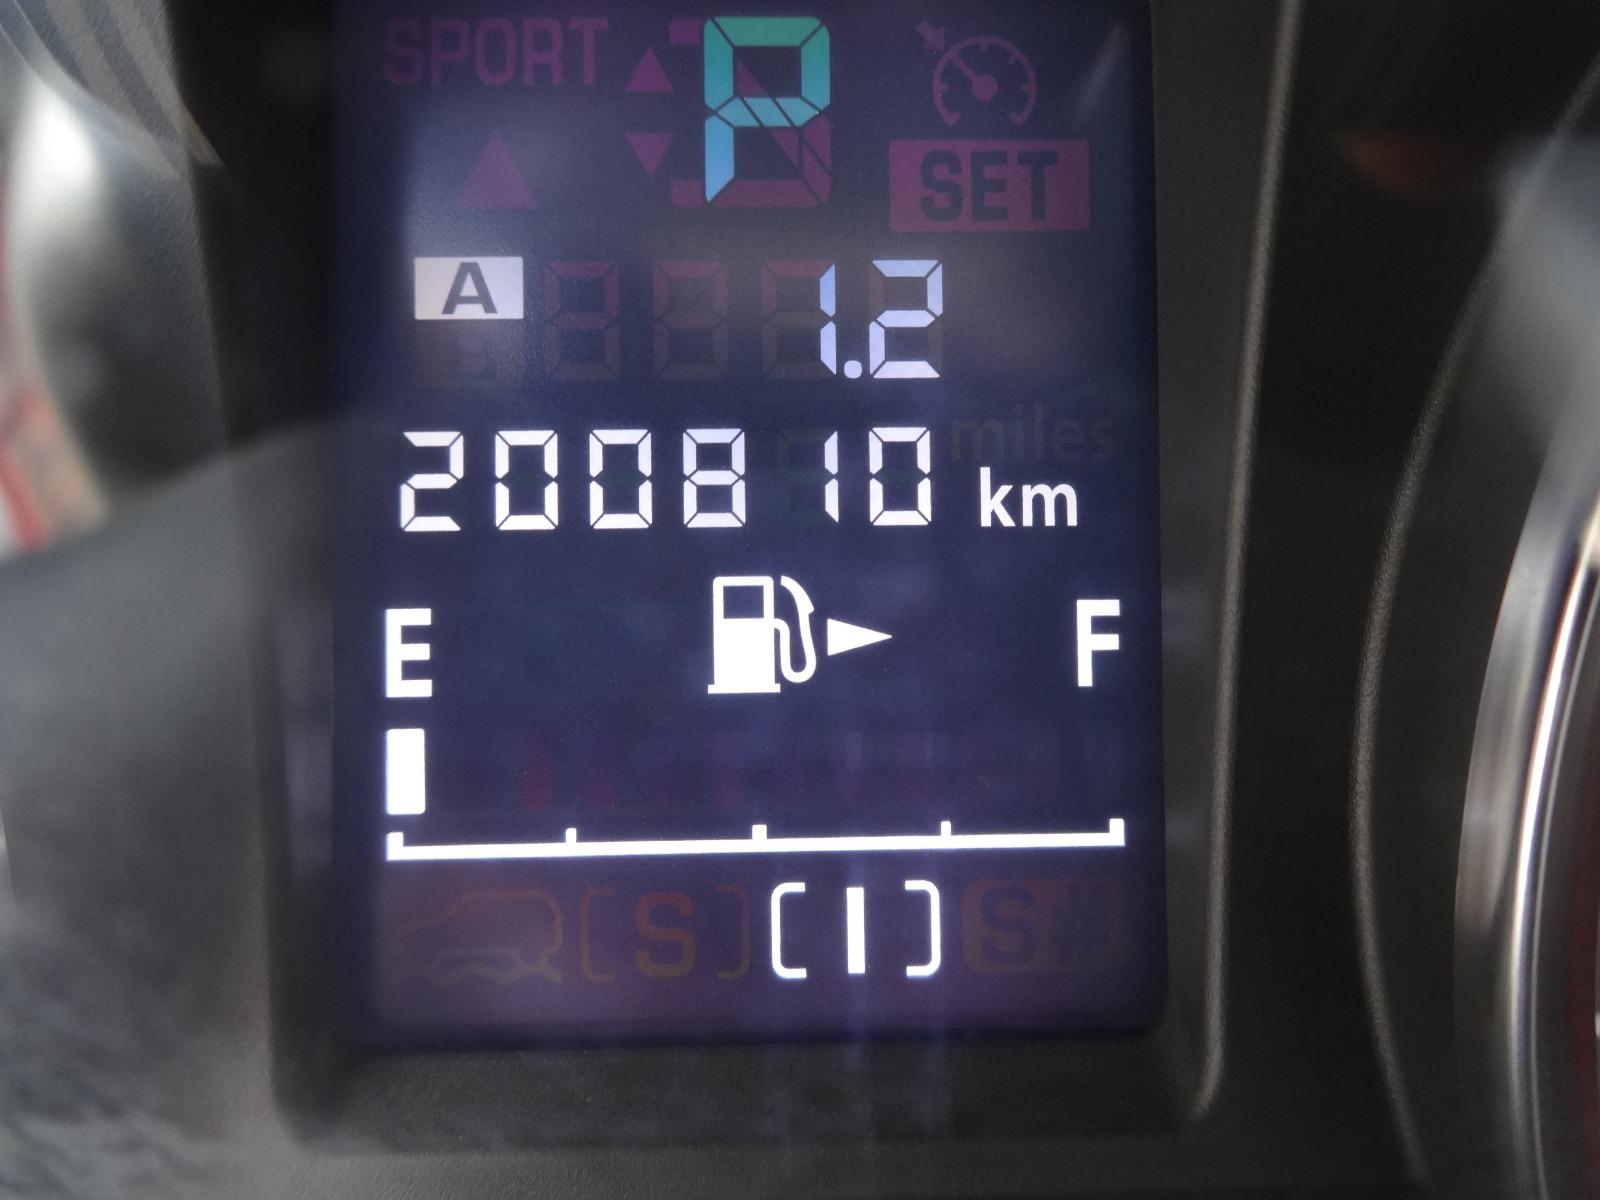 SPORT P
SET
A 1.2
miles
200810 km
E F
[S] [I] S#